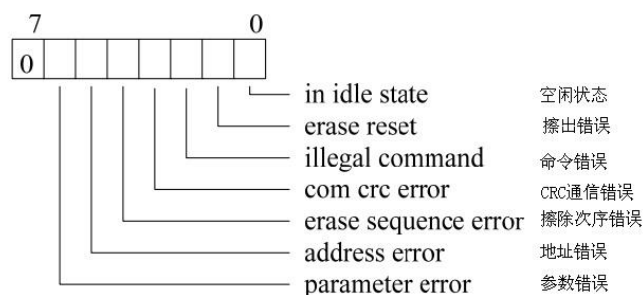 7 0
0
in idle state 空闲状态
erase reset 擦出错误
illegal command 命令错误
com crc error CRC通信错误
erase sequence error 擦除次序错误
address error 地址错误
parameter error 参数错误